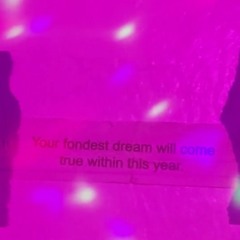 Your fondest dream will come
true within this year.